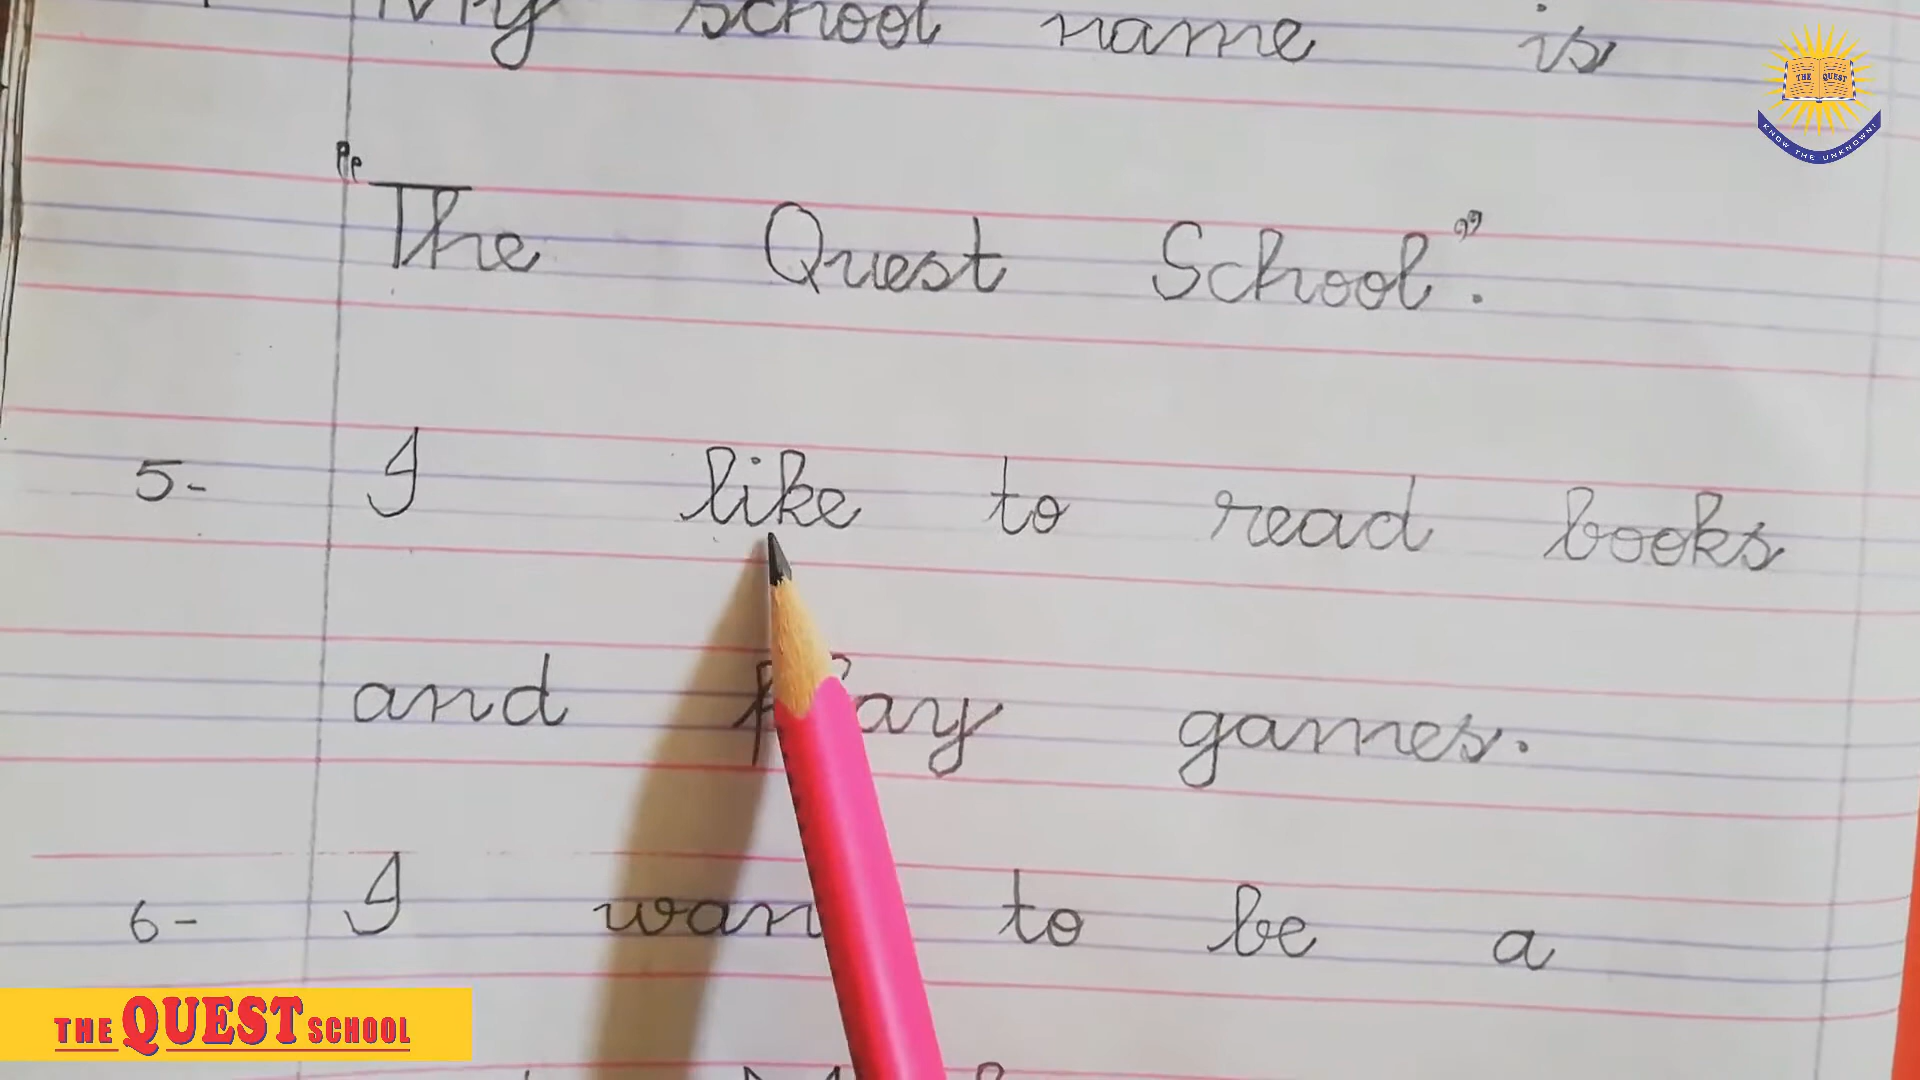 My school name is
"The Quest School".
5- I like to read books
and play games.
6- I want to be a
THE QUEST
KNOW THE UNKNOWN!
THE QUEST SCHOOL